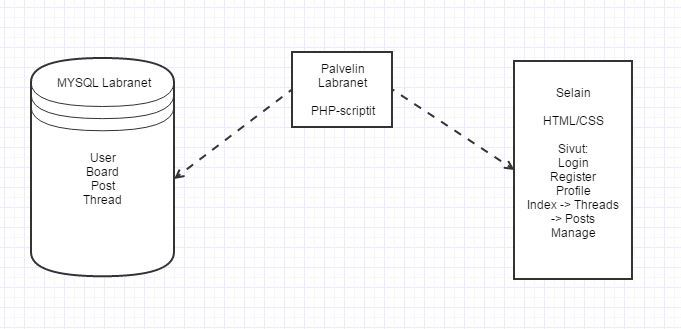 MYSQL Labranet
User
Board
Post
Thread
Palvelin
Labranet
PHP-scriptit
Selain
HTML/CSS
Sivut:
Login
Register
Profile
Index -> Threads
-> Posts
Manage